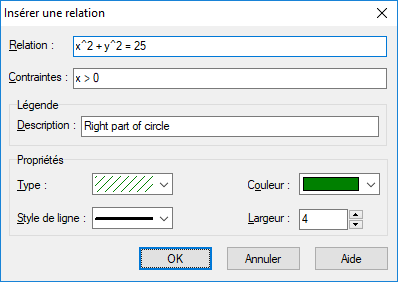 Insérer une relation
Relation : x^2 + y^2 = 25
Contraintes : x > 0
Légende
Description : Right part of circle
Propriétés
Type : Couleur :
Style de ligne : Largeur : 4
OK Annuler Aide